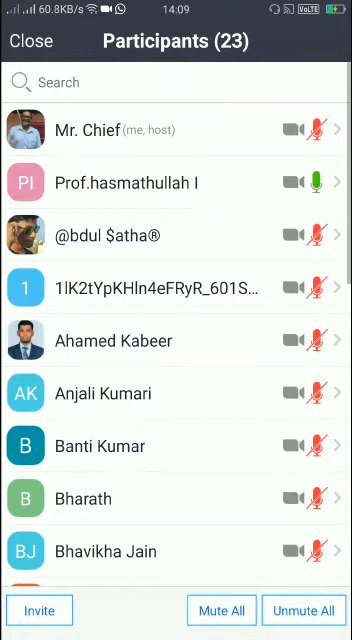 60.8KB/s 14:09 VoLTE
Close Participants (23)
Search
Mr. Chief (me, host)
PI Prof.hasmathullah I
@bdul $atha®
1 1lK2tYpKHln4eFRyR_601S...
Ahamed Kabeer
AK Anjali Kumari
B Banti Kumar
B Bharath
BJ Bhavikha Jain
Invite Mute All Unmute All